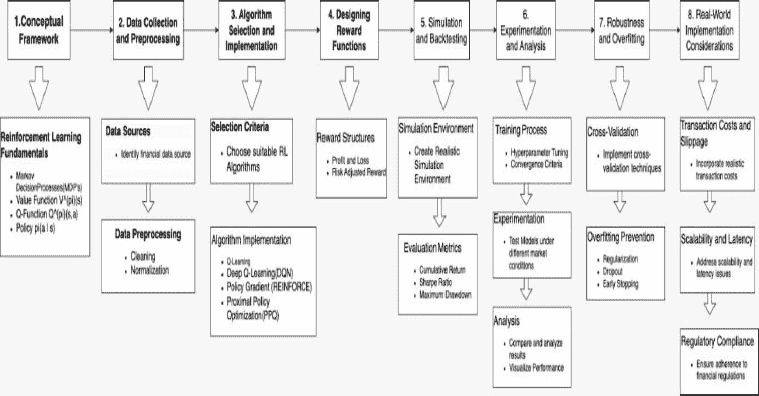 1.Conceptual
Framework
2. Data Collection
and Preprocessing
3. Algorithm
Selection and
Implementation
4. Designing
Reward
Functions
5. Simulation
and Backtesting
6.
Experimentation
and Analysis
7. Robustness
and Overfitting
8. Real-World
Implementation
Considerations
Reinforcement Learning
Fundamentals
• Markov
DecisionProcesses(MDP's)
• Value Function V^(pi)(s)
• Q-Function Q^(pi)(s,a)
• Policy pi(a | s)
Data Sources
• Identify financial data source
Data Preprocessing
• Cleaning
• Normalization
Selection Criteria
• Choose suitable RL
Algorithms
Algorithm Implementation
• Q-Learning
• Deep Q-Learning(DQN)
• Policy Gradient (REINFORCE)
• Proximal Policy
Optimization(PPO)
Reward Structures
• Profit and Loss
• Risk Adjusted Reward
Simulation Environment
• Create Realistic
Simulation
Environment
Evaluation Metrics
• Cumulative Return
• Sharpe Ratio
• Maximum Drawdown
Training Process
• Hyperparameter Tuning
• Convergence Criteria
Experimentation
• Test Models under
different market
conditions
Analysis
• Compare and analyze
results
• Visualize Performance
Cross-Validation
• Implement cross-
validation techniques
Overfitting Prevention
• Regularization
• Dropout
• Early Stopping
Transaction Costs and
Slippage
• Incorporate realistic
transaction costs
Scalability and Latency
• Address scalability and
latency issues
Regulatory Compliance
• Ensure adherence to
financial regulations